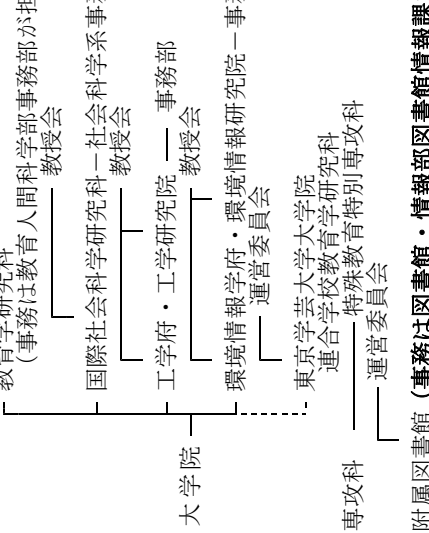 教育学研究科
（事務は教育人間科学部事務部が担
教授会
国際社会科学研究科－社会科学系事務
教授会
工学府・工学研究院 － 事務部
教授会
環境情報学府・環境情報研究院－事務
運営委員会
東京学芸大学大学院
連合学校教育学研究科
大学院
専攻科
特殊教育特別専攻科
運営委員会
附属図書館（事務は図書館・情報部図書館情報課